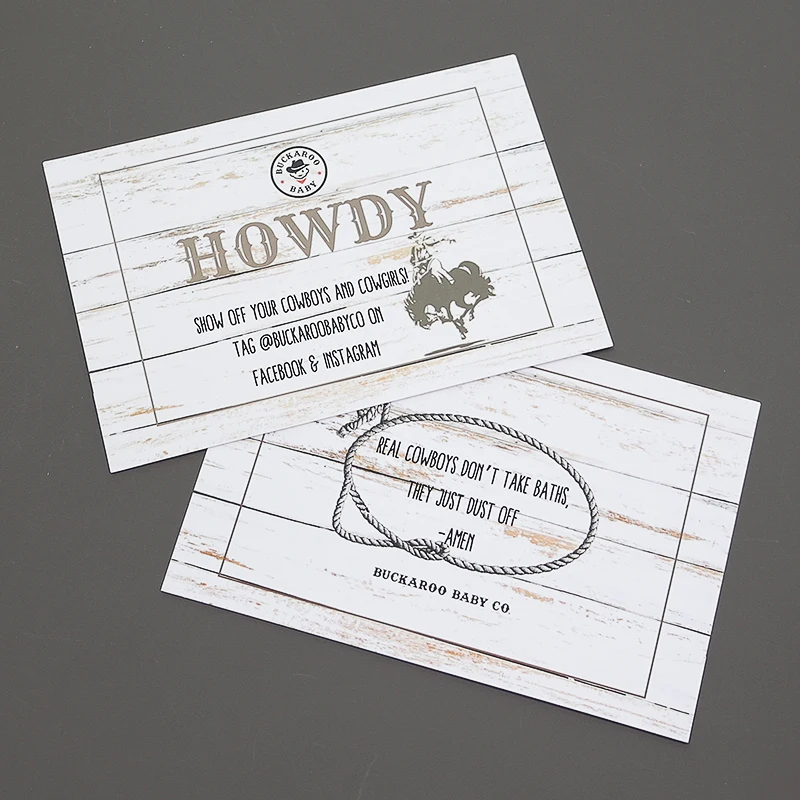 BUCKAROO
BABY
HOWDY
SHOW OFF YOUR COWBOYS AND COWGIRLS!
TAG @BUCKAROOBABYCO ON
FACEBOOK & INSTAGRAM
REAL COWBOYS DON'T TAKE BATHS,
THEY JUST DUST OFF
-AMEN
BUCKAROO BABY CO